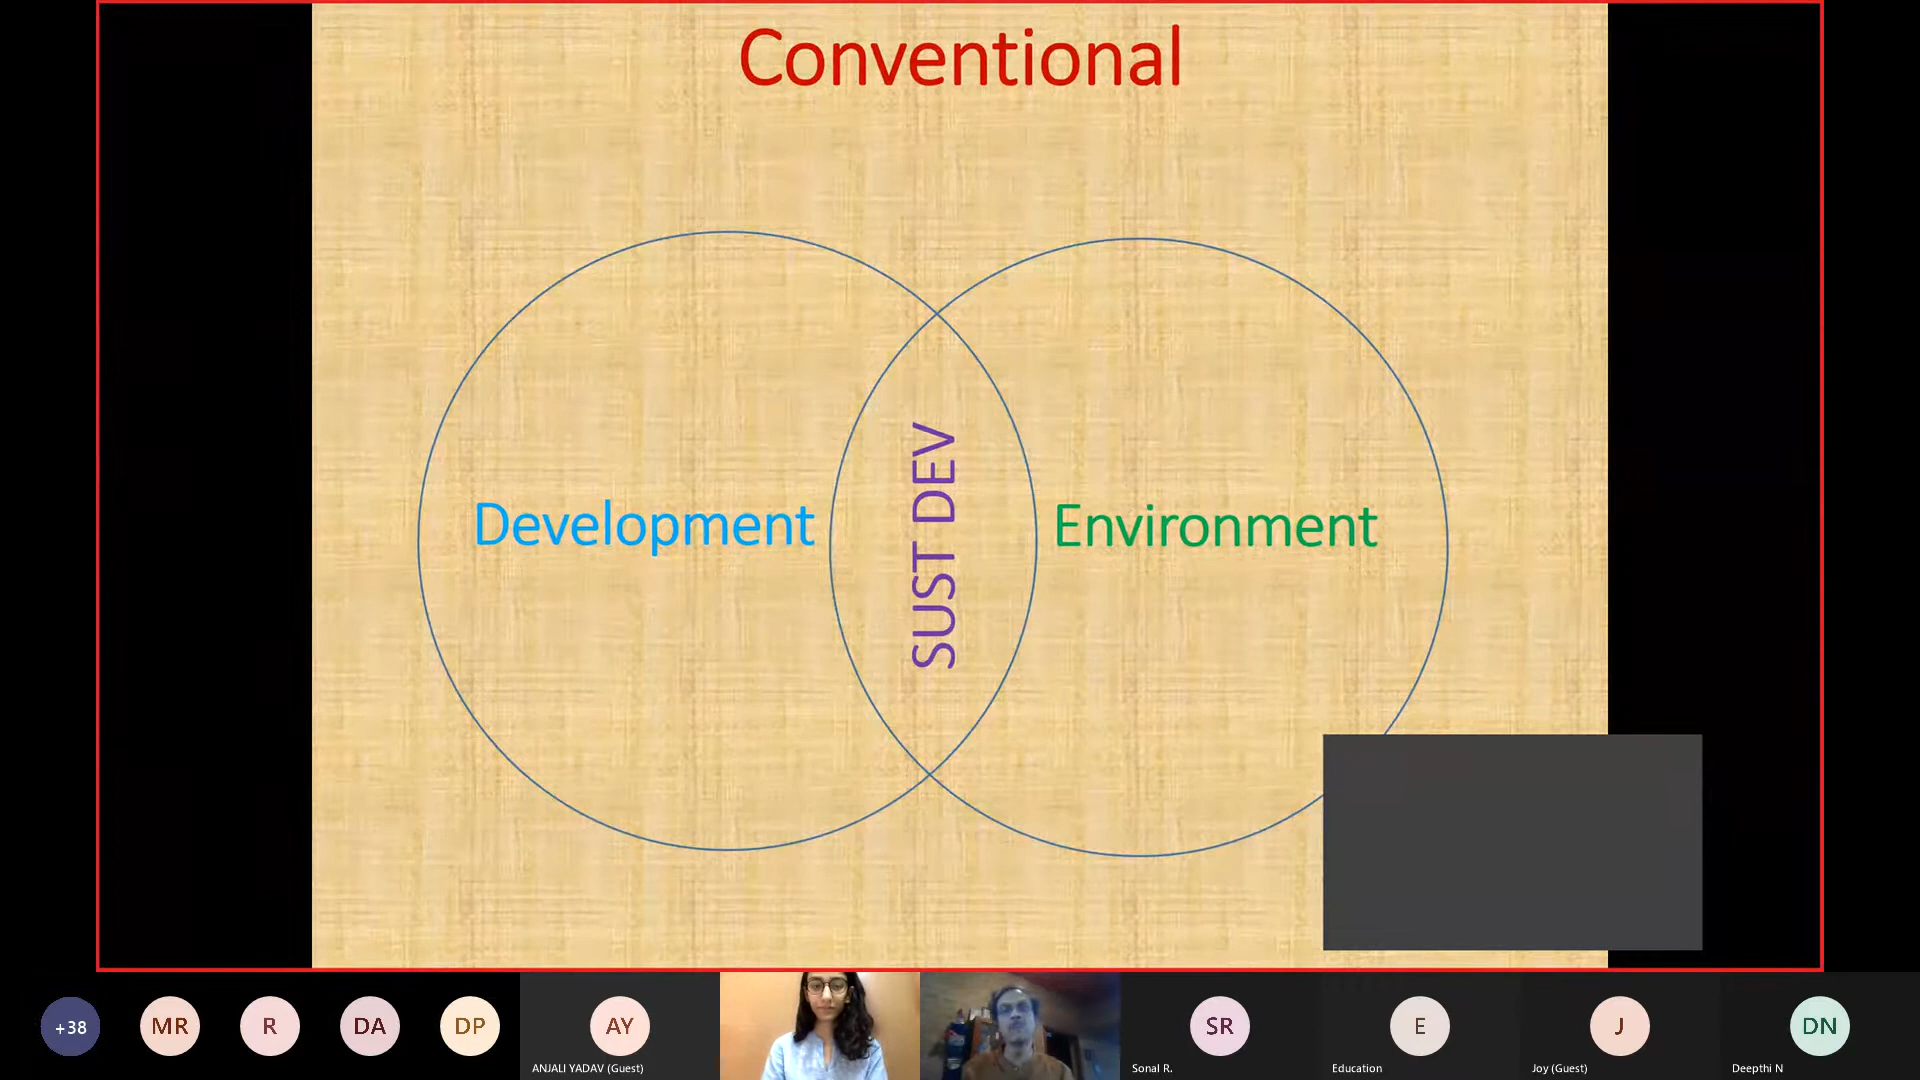 Conventional
Development
SUST DEV
Environment
+38
MR
R
DA
DP
AY
ANJALI YADAV (Guest)
SR
Sonal R.
E
Education
J
Joy (Guest)
DN
Deepthi N